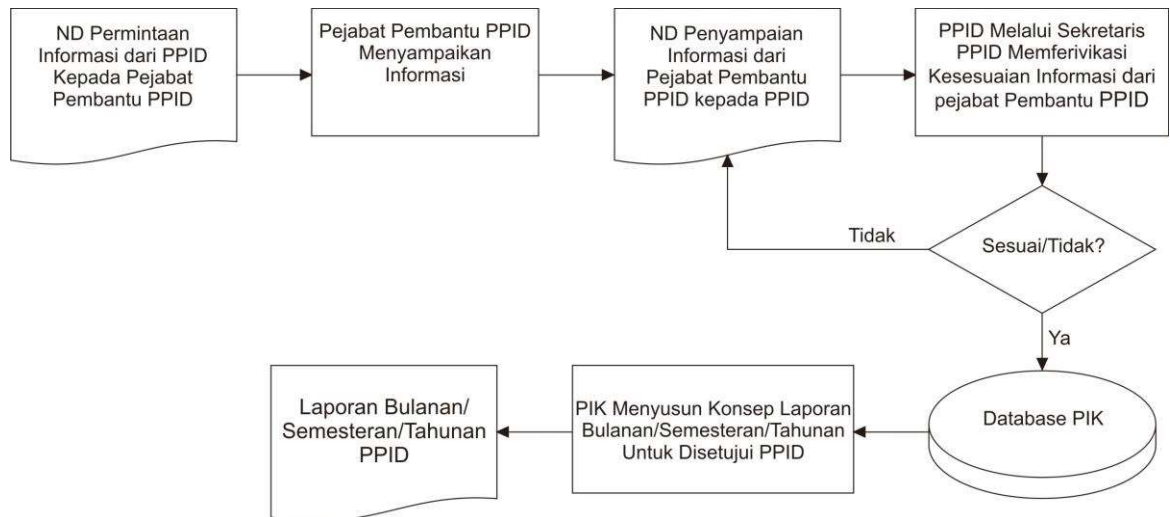 ND Permintaan
Informasi dari PPID
Kepada Pejabat
Pembantu PPID
Pejabat Pembantu PPID
Menyampaikan
Informasi
ND Penyampaian
Informasi dari
Pejabat Pembantu
PPID kepada PPID
PPID Melalui Sekretaris
PPID Memferivikasi
Kesesuaian Informasi dari
pejabat Pembantu PPID
Tidak
Sesuai/Tidak?
Ya
Laporan Bulanan/
Semesteran/Tahunan
PPID
PIK Menyusun Konsep Laporan
Bulanan/Semesteran/Tahunan
Untuk Disetujui PPID
Database PIK